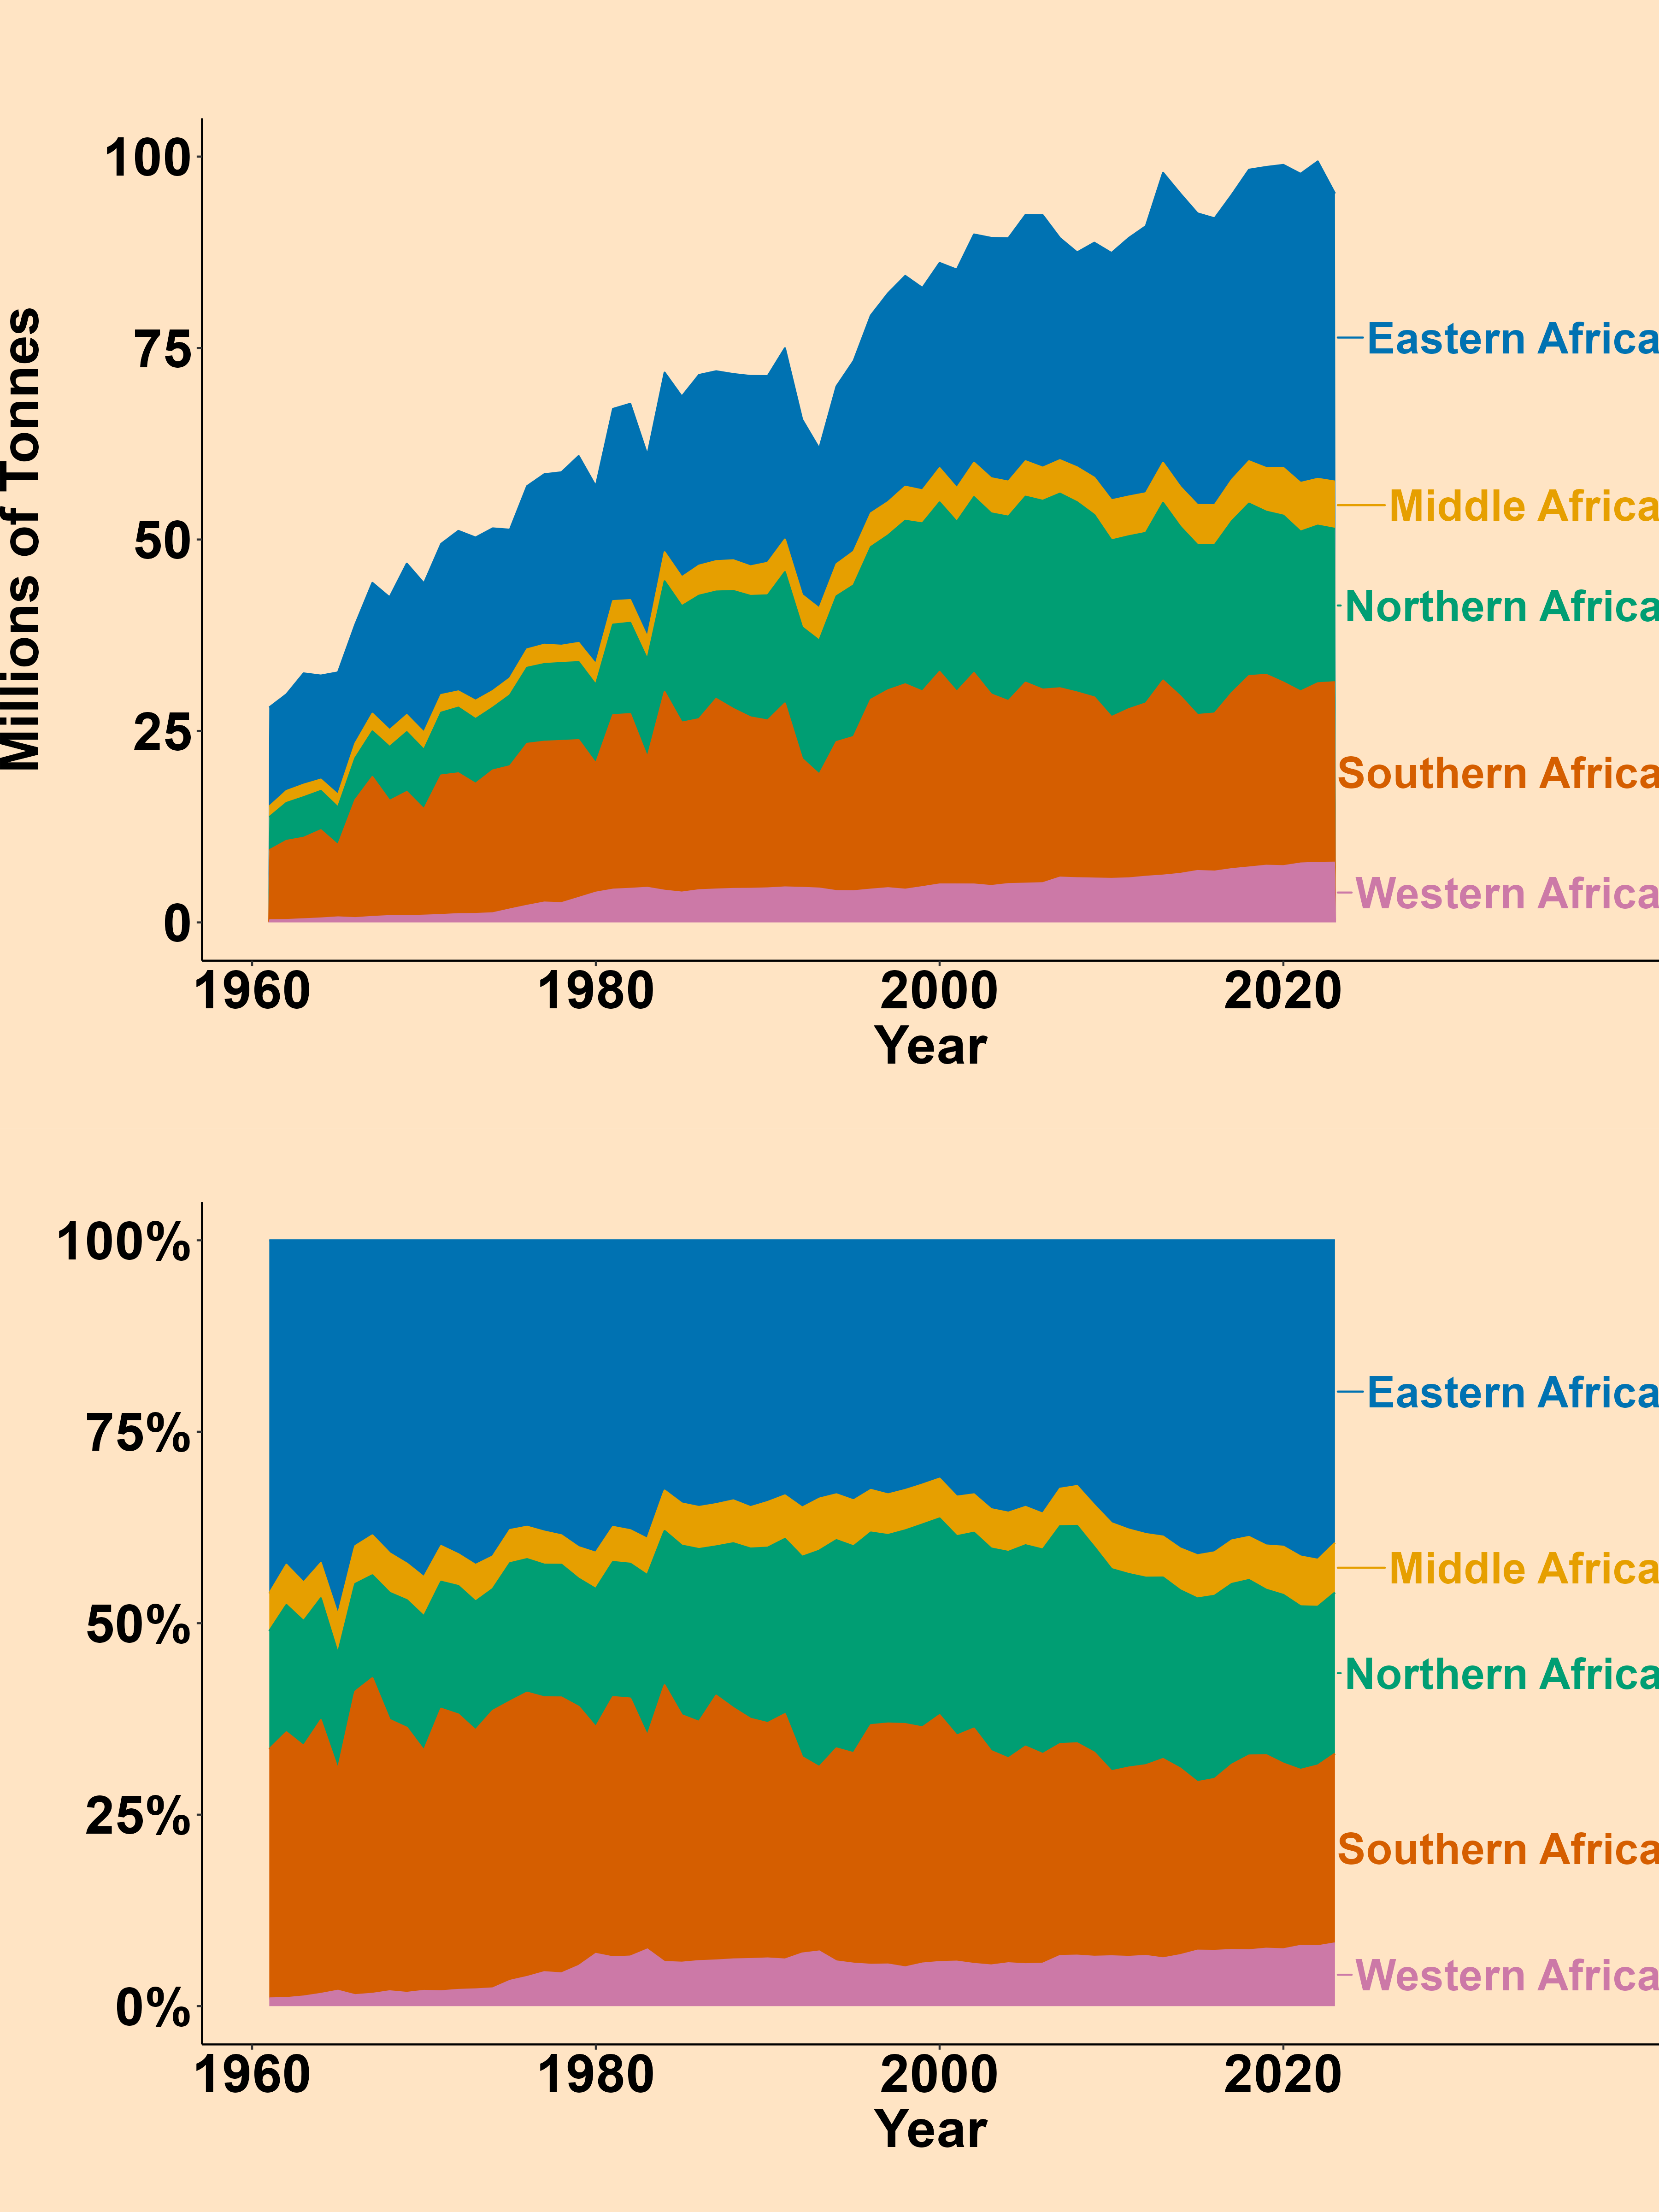 Millions of Tonnes
100
75
50
25
0
1960
1980
2000
2020
Year
Eastern Africa
Middle Africa
Northern Africa
Southern Africa
Western Africa
100%
75%
50%
25%
0%
1960
1980
2000
2020
Year
Eastern Africa
Middle Africa
Northern Africa
Southern Africa
Western Africa